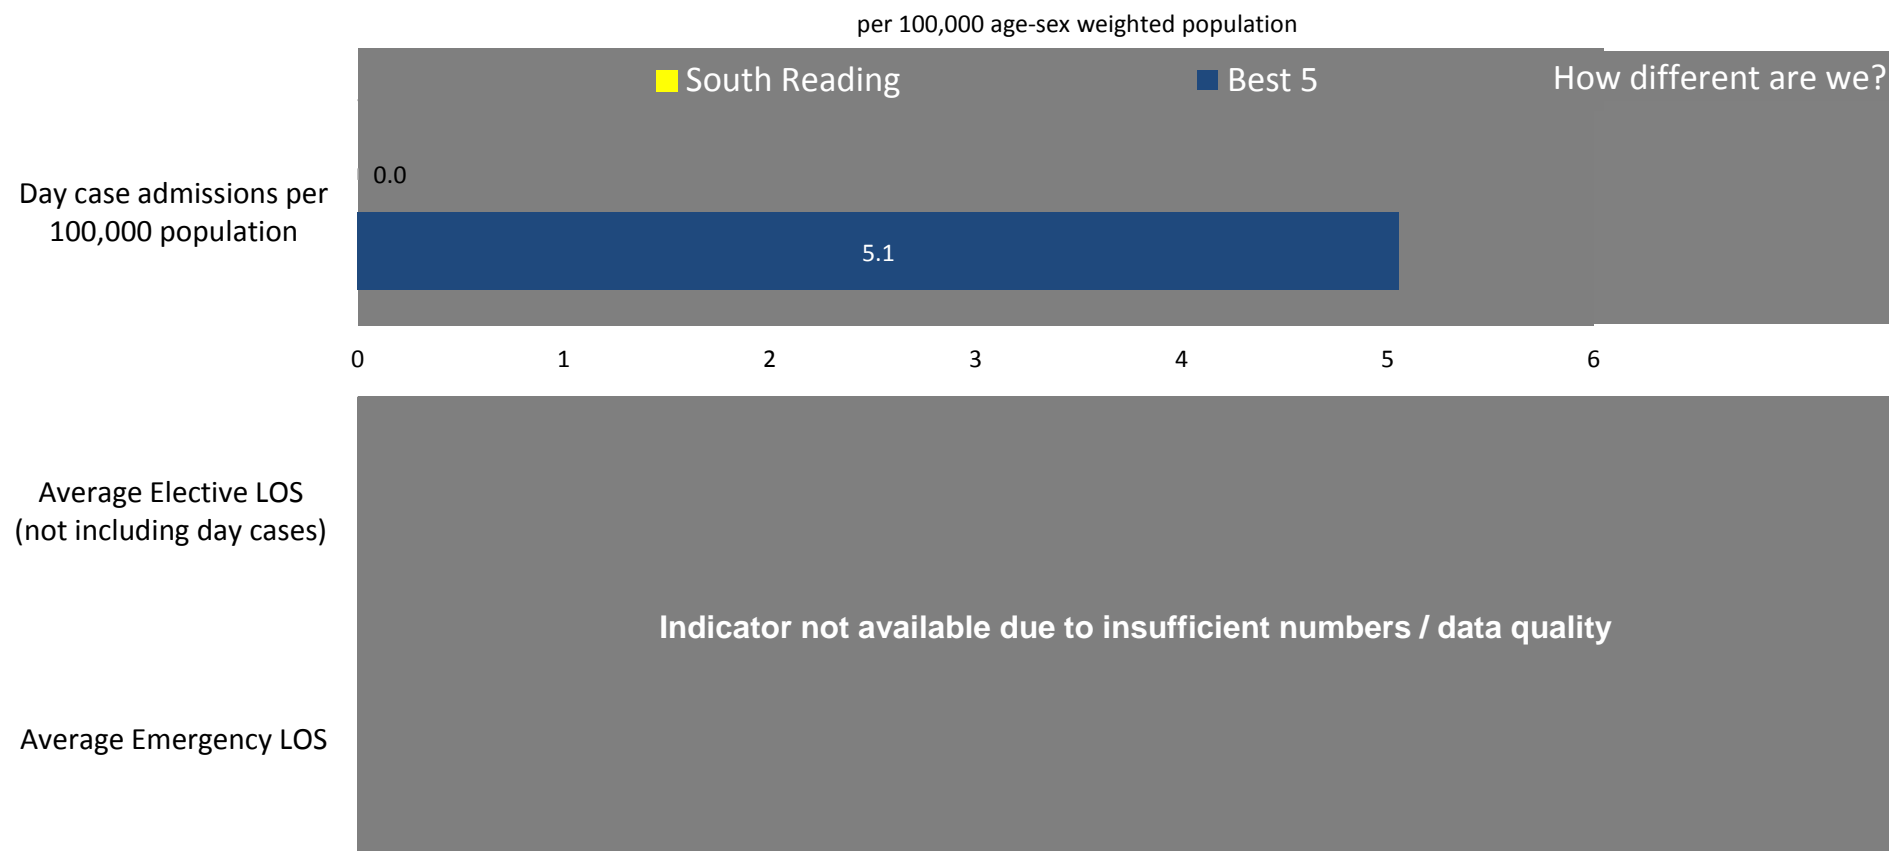 per 100,000 age-sex weighted population
South Reading
Best 5
How different are we?
Day case admissions per
100,000 population
0.0
5.1
0 1 2 3 4 5 6
Average Elective LOS
(not including day cases)
Indicator not available due to insufficient numbers / data quality
Average Emergency LOS